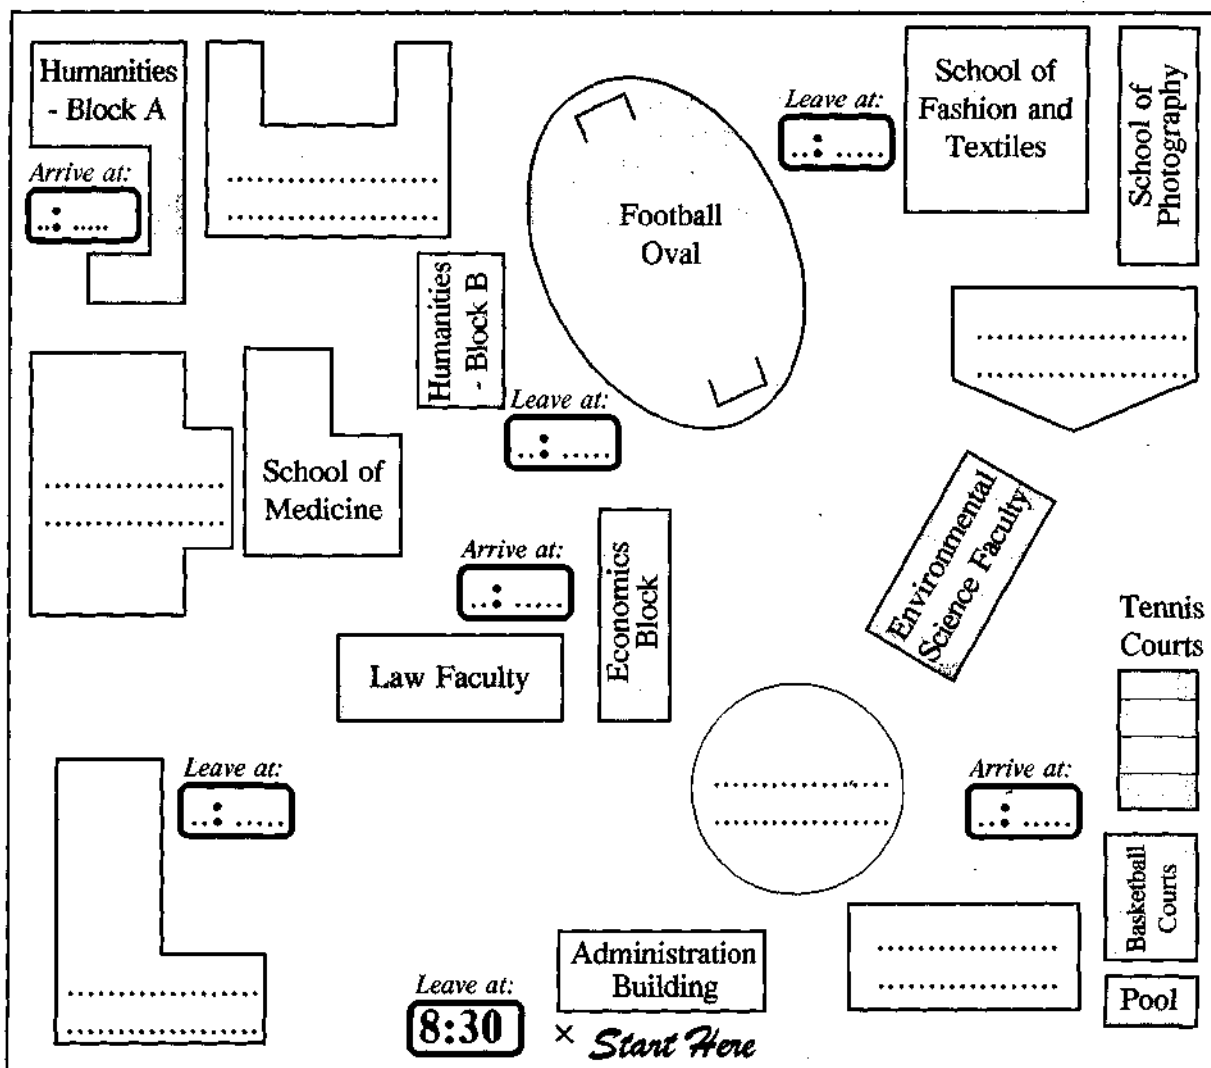 Humanities
- Block A
Arrive at:
..:.....
.....................
.....................
Football
Oval
Leave at:
..:.....
School of
Fashion and
Textiles
School of
Photography
Humanities
- Block B
Leave at:
..:.....
.....................
.....................
.....................
.....................
School of
Medicine
Arrive at:
..:.....
Economics
Block
Law Faculty
Environmental
Science Faculty
Tennis
Courts
Leave at:
..:.....
.....................
.....................
Arrive at:
..:.....
Basketball
Courts
.....................
.....................
Pool
.....................
.....................
Leave at:
8:30
Administration
Building
× Start Here